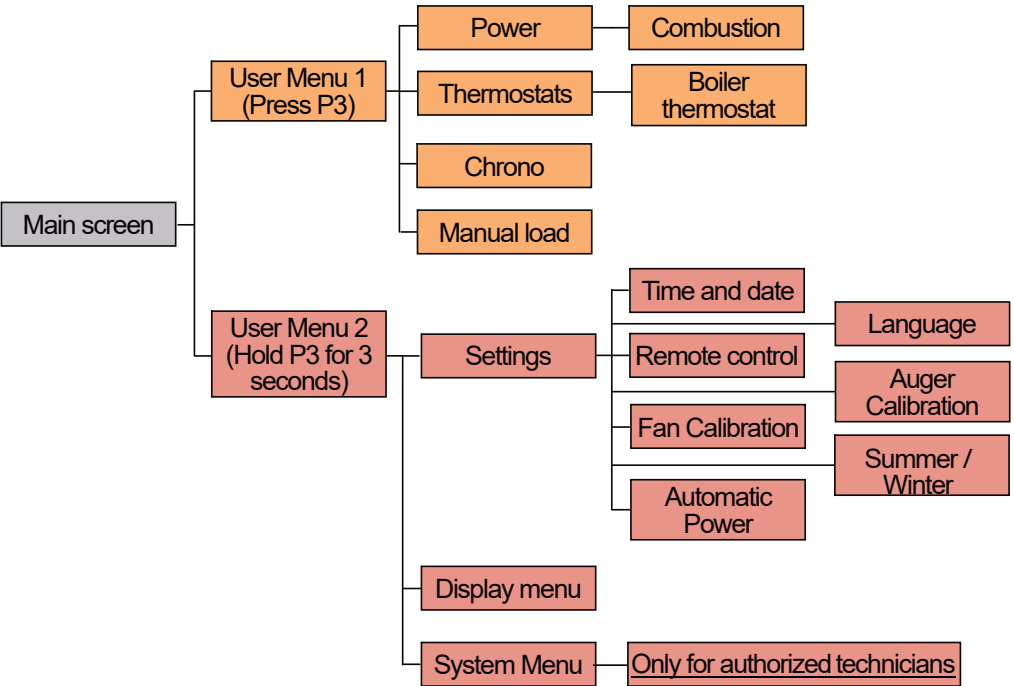 Main screen
User Menu 1
(Press P3)
Power
Combustion
Thermostats
Boiler
thermostat
Chrono
Manual load
User Menu 2
(Hold P3 for 3
seconds)
Settings
Time and date
Language
Remote control
Auger
Calibration
Fan Calibration
Summer /
Winter
Automatic
Power
Display menu
System Menu
Only for authorized technicians